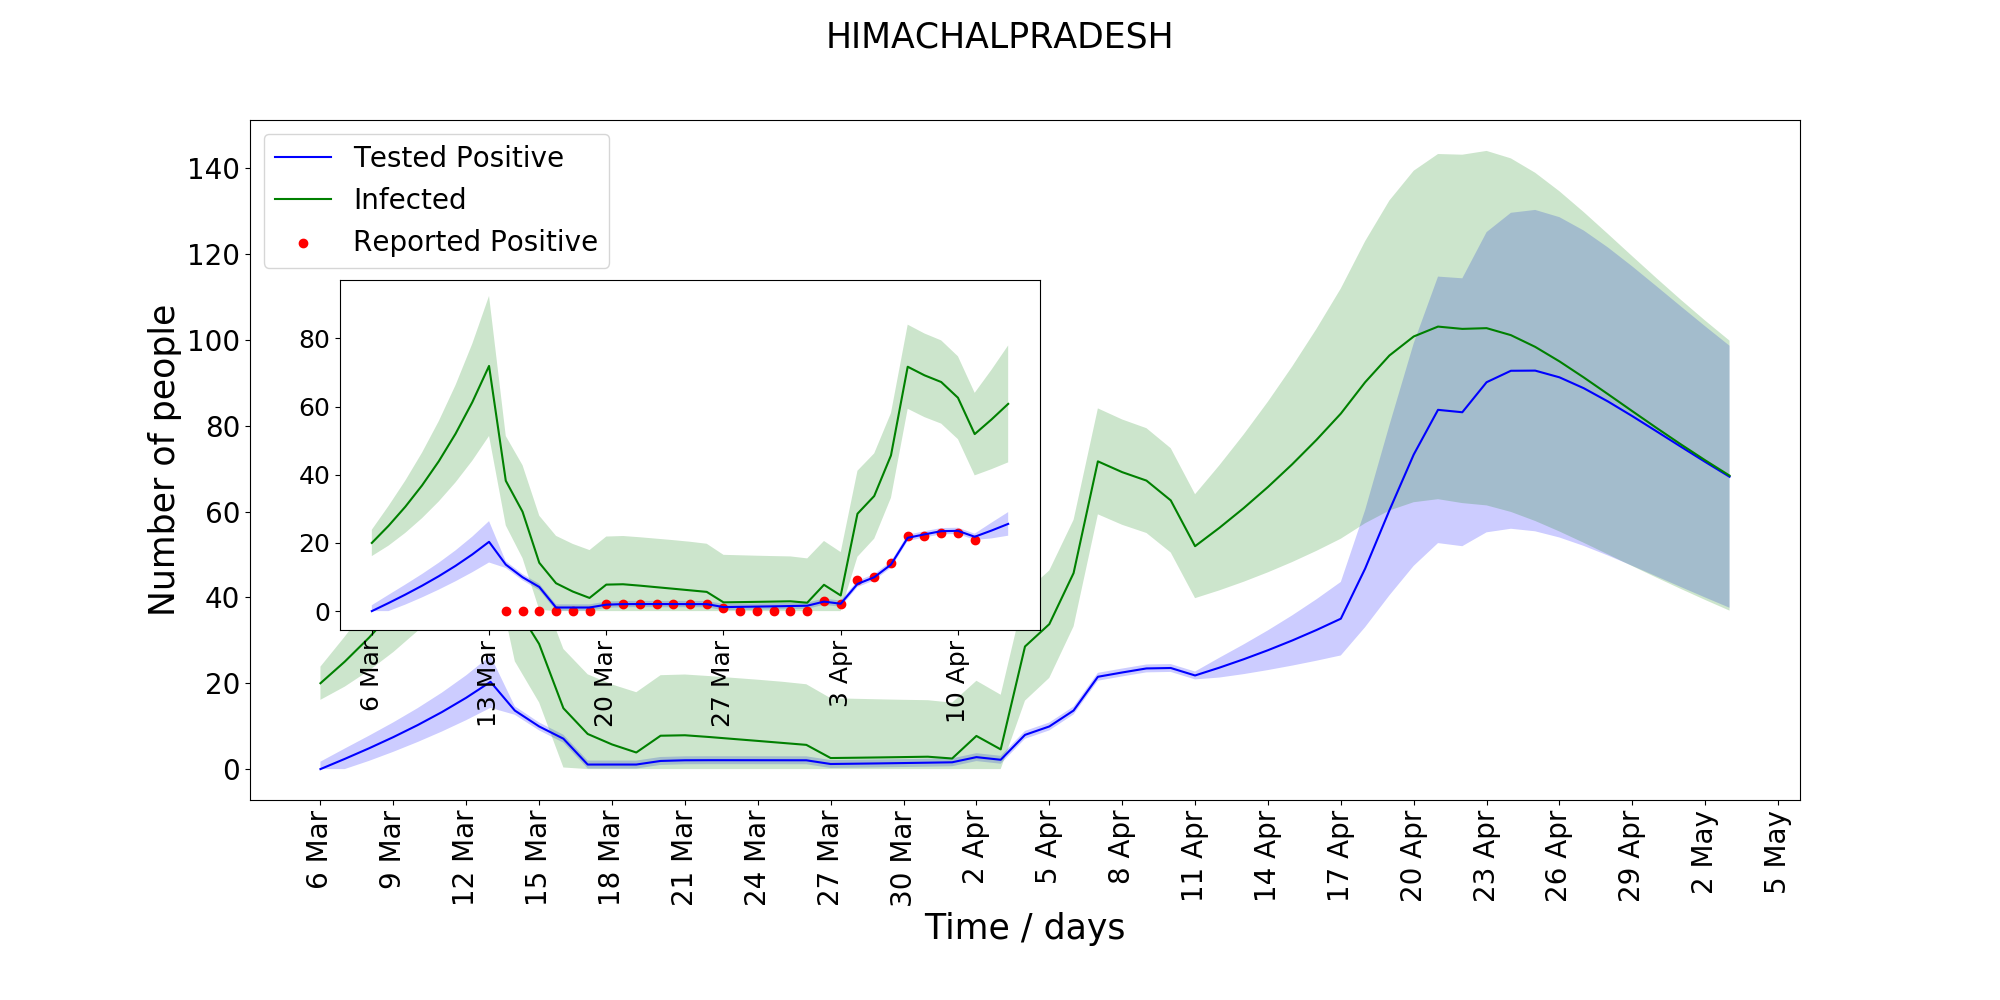 HIMACHALPRADESH
Tested Positive
Infected
Reported Positive
Number of people
140
120
100
80
60
40
20
0
80
60
40
20
0
6 Mar
13 Mar
20 Mar
27 Mar
3 Apr
10 Apr
6 Mar
9 Mar
12 Mar
15 Mar
18 Mar
21 Mar
24 Mar
27 Mar
30 Mar
2 Apr
5 Apr
8 Apr
11 Apr
14 Apr
17 Apr
20 Apr
23 Apr
26 Apr
29 Apr
2 May
5 May
Time / days